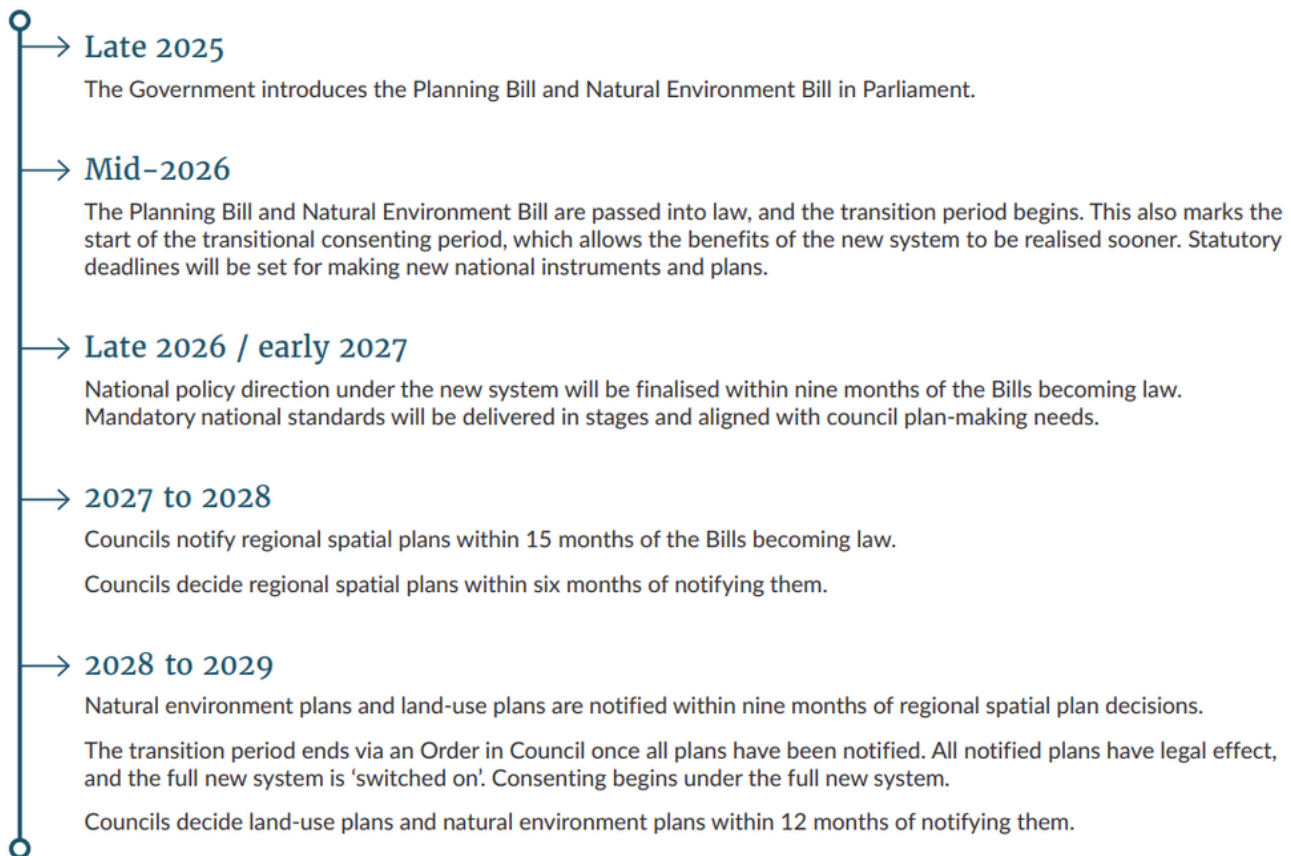 Late 2025
The Government introduces the Planning Bill and Natural Environment Bill in Parliament.
Mid-2026
The Planning Bill and Natural Environment Bill are passed into law, and the transition period begins. This also marks the
start of the transitional consenting period, which allows the benefits of the new system to be realised sooner. Statutory
deadlines will be set for making new national instruments and plans.
Late 2026 / early 2027
National policy direction under the new system will be finalised within nine months of the Bills becoming law.
Mandatory national standards will be delivered in stages and aligned with council plan-making needs.
2027 to 2028
Councils notify regional spatial plans within 15 months of the Bills becoming law.
Councils decide regional spatial plans within six months of notifying them.
2028 to 2029
Natural environment plans and land-use plans are notified within nine months of regional spatial plan decisions.
The transition period ends via an Order in Council once all plans have been notified. All notified plans have legal effect,
and the full new system is ‘switched on’. Consenting begins under the full new system.
Councils decide land-use plans and natural environment plans within 12 months of notifying them.